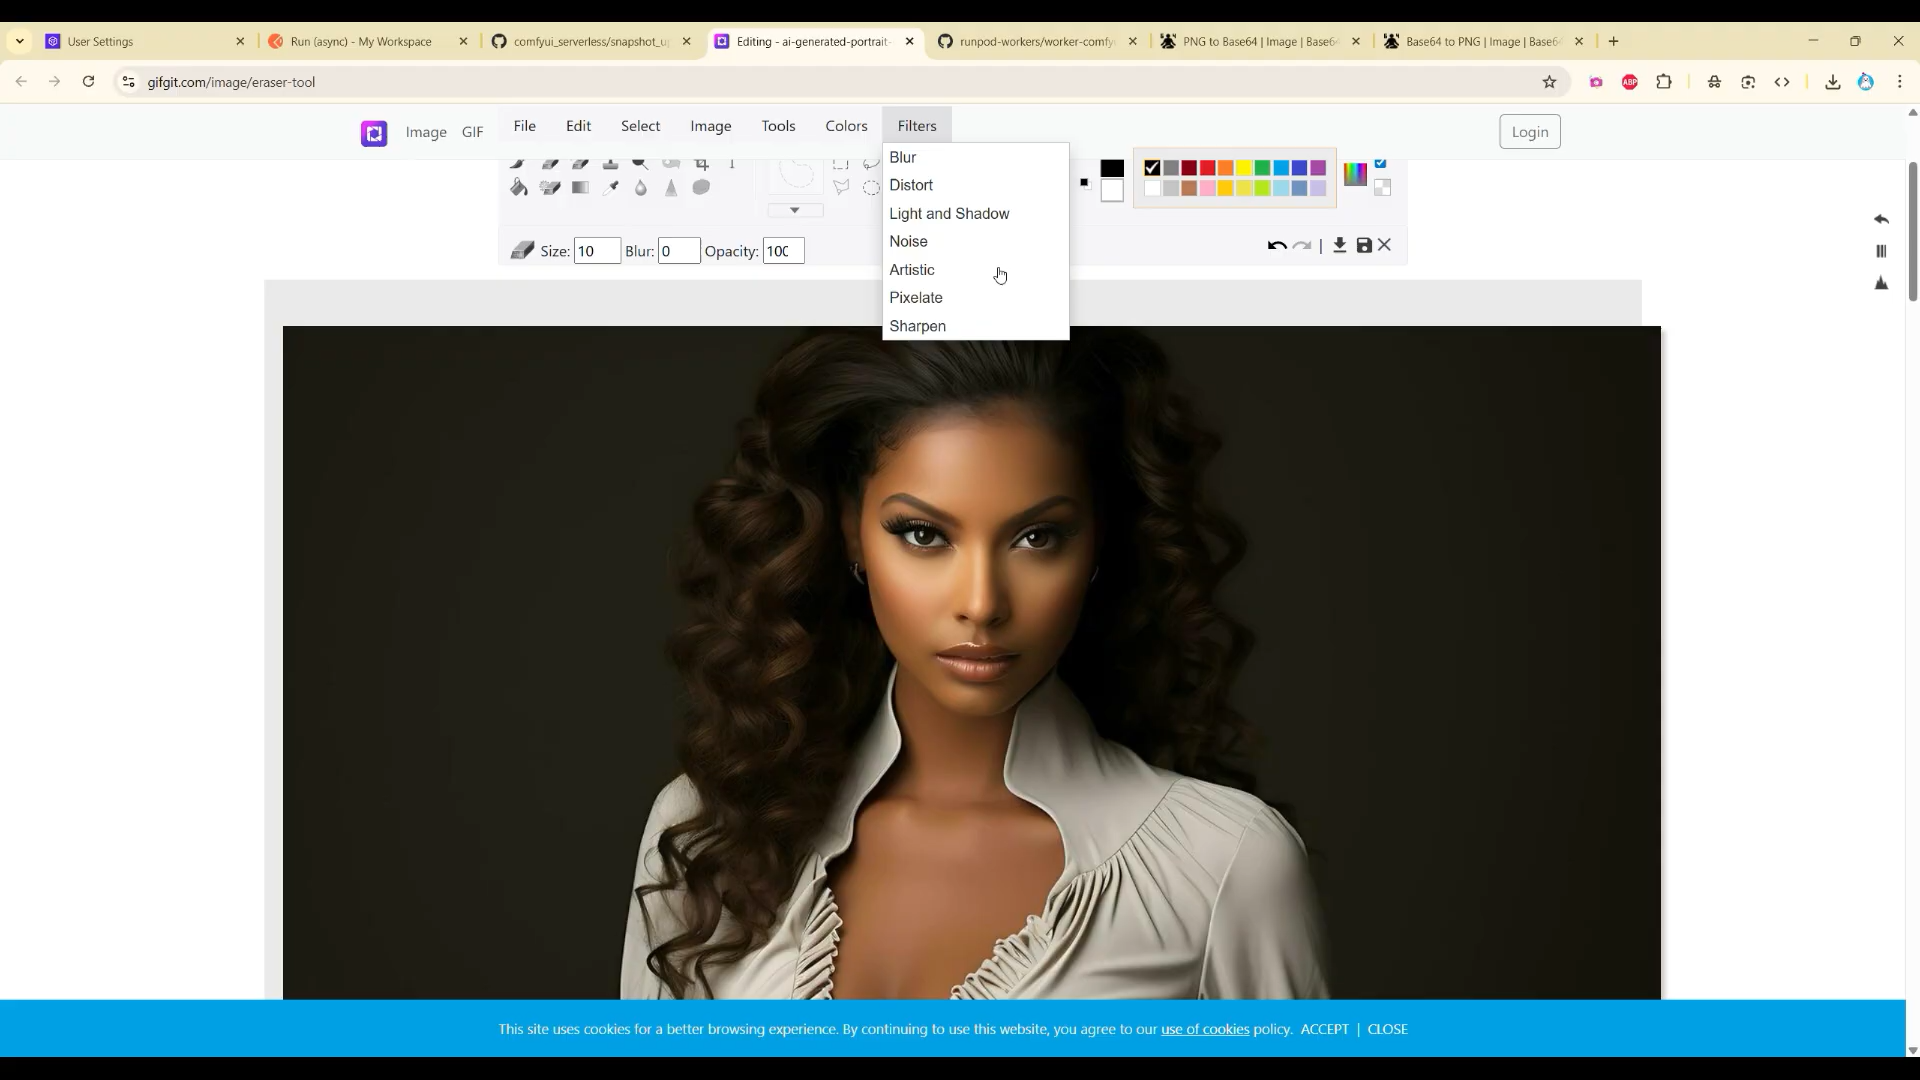 User Settings
Run (async) - My Workspace
comfyui_serverless/snapshot_u
Editing - ai-generated-portrait-
runpod-workers/worker-comfy
PNG to Base64 | Image | Base6
Base64 to PNG | Image | Base6
gifgit.com/image/eraser-tool
ABP
Image GIF File Edit Select Image Tools Colors Filters Login
Blur
Distort
Light and Shadow
Noise
Artistic
Pixelate
Sharpen
Size: 10 Blur: 0 Opacity: 100
This site uses cookies for a better browsing experience. By continuing to use this website, you agree to our use of cookies policy. ACCEPT | CLOSE